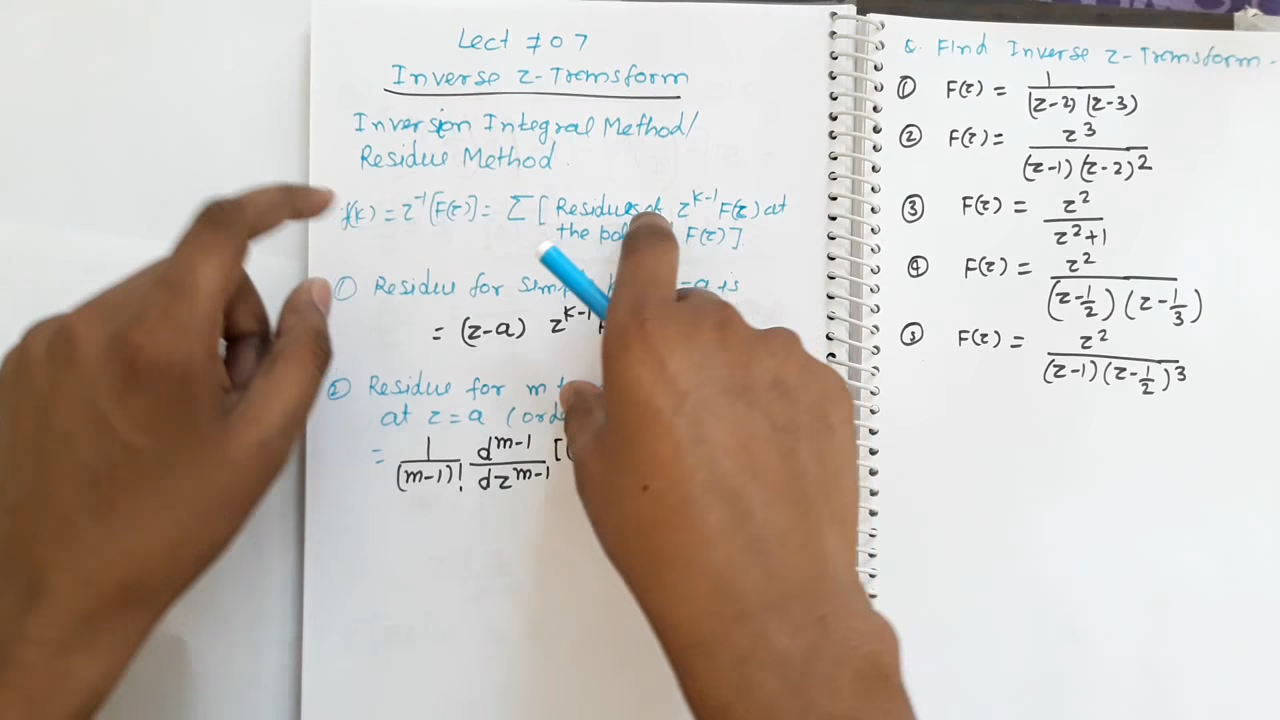 Lect ≠ 07
Inverse Z-Transform
Inversion Integral Method/
Residue Method.
f(k) = Z⁻¹[F(z)] = Σ [ Residues of z^{k-1} F(z) at
the F(z)].
① Residue for is
= (z-a) z^{k-1}
② Residue for m
at z=a
= 1/(m-1)! d^{m-1}/dz^{m-1} [
Q. Find Inverse Z-Transform.
① F(z) = 1/((z-2)(z-3))
② F(z) = z³/((z-1)(z-2)²)
③ F(z) = z²/(z²+1)
④ F(z) = z²/((z-1/2)(z-1/3))
⑤ F(z) = z²/((z-1)(z-1/2)³)